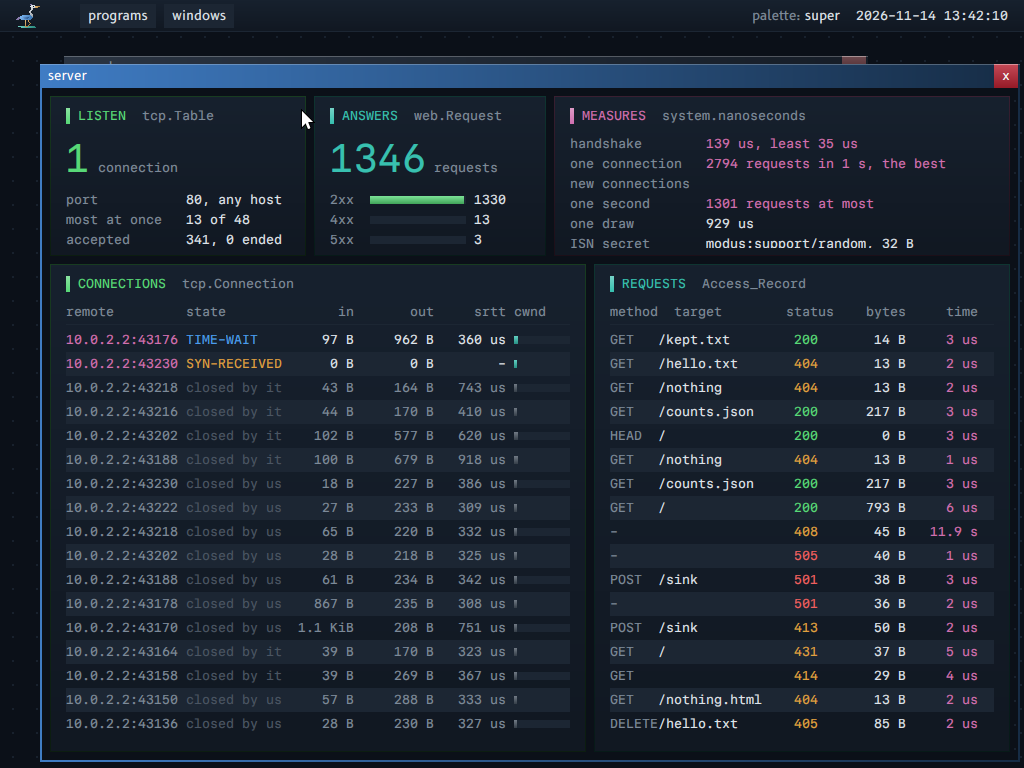 programs windows palette: super 2026-11-14 13:42:10
server x
LISTEN tcp.Table
1 connection
port 80, any host
most at once 13 of 48
accepted 341, 0 ended
ANSWERS web.Request
1346 requests
2xx 1330
4xx 13
5xx 3
MEASURES system.nanoseconds
handshake 139 us, least 35 us
one connection 2794 requests in 1 s, the best
new connections
one second 1301 requests at most
one draw 929 us
ISN secret modus:support/random, 32 B
CONNECTIONS tcp.Connection
remote state in out srtt cwnd
10.0.2.2:43176 TIME-WAIT 97 B 962 B 360 us
10.0.2.2:43230 SYN-RECEIVED 0 B 0 B -
10.0.2.2:43218 closed by it 43 B 164 B 743 us
10.0.2.2:43216 closed by it 44 B 170 B 410 us
10.0.2.2:43202 closed by it 102 B 577 B 620 us
10.0.2.2:43188 closed by it 100 B 679 B 918 us
10.0.2.2:43230 closed by us 18 B 227 B 386 us
10.0.2.2:43222 closed by us 27 B 233 B 309 us
10.0.2.2:43218 closed by us 65 B 220 B 332 us
10.0.2.2:43202 closed by us 28 B 218 B 325 us
10.0.2.2:43188 closed by us 61 B 234 B 342 us
10.0.2.2:43178 closed by us 867 B 235 B 308 us
10.0.2.2:43170 closed by us 1.1 KiB 208 B 751 us
10.0.2.2:43164 closed by it 39 B 170 B 323 us
10.0.2.2:43158 closed by it 39 B 269 B 367 us
10.0.2.2:43150 closed by us 57 B 288 B 333 us
10.0.2.2:43136 closed by us 28 B 230 B 327 us
REQUESTS Access_Record
method target status bytes time
GET /kept.txt 200 14 B 3 us
GET /hello.txt 404 13 B 2 us
GET /nothing 404 13 B 2 us
GET /counts.json 200 217 B 3 us
HEAD / 200 0 B 3 us
GET /nothing 404 13 B 1 us
GET /counts.json 200 217 B 3 us
GET / 200 793 B 6 us
- 408 45 B 11.9 s
- 505 40 B 1 us
POST /sink 501 38 B 3 us
- 501 36 B 2 us
POST /sink 413 50 B 2 us
GET / 431 37 B 5 us
GET 414 29 B 4 us
GET /nothing.html 404 13 B 2 us
DELETE/hello.txt 405 85 B 2 us